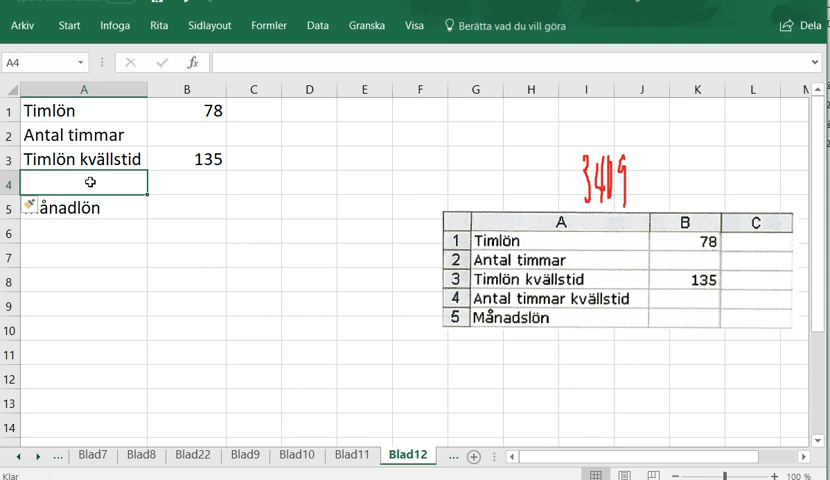 Arkiv Start Infoga Rita Sidlayout Formler Data Granska Visa Berätta vad du vill göra Dela
A4 fx
A B C D E F G H I J K L
1 Timlön 78
2 Antal timmar
3 Timlön kvällstid 135
4
5 ånadlön
6
7
8
9
10
11
12
13
14
3409
A B C
1 Timlön 78
2 Antal timmar
3 Timlön kvällstid 135
4 Antal timmar kvällstid
5 Månadslön
... Blad7 Blad8 Blad22 Blad9 Blad10 Blad11 Blad12 ...
Klar 100 %